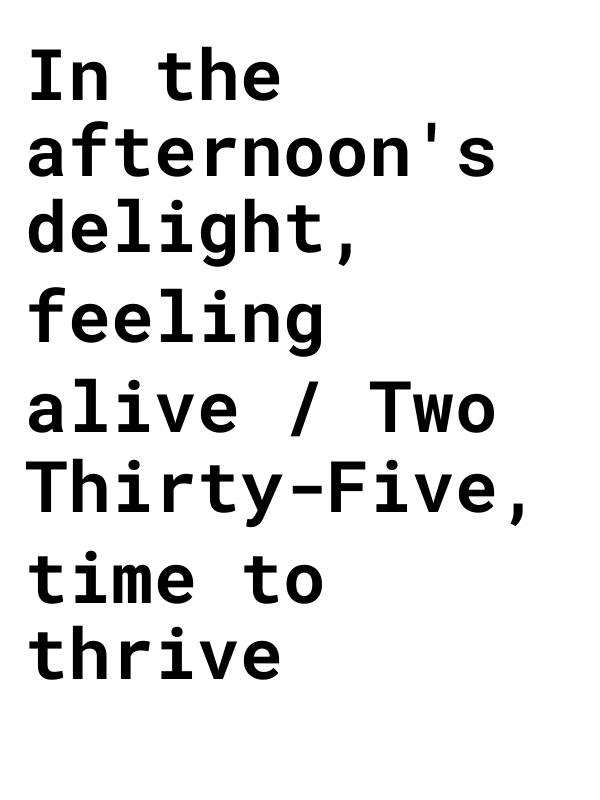 In the
afternoon's
delight,
feeling
alive / Two
Thirty-Five,
time to
thrive